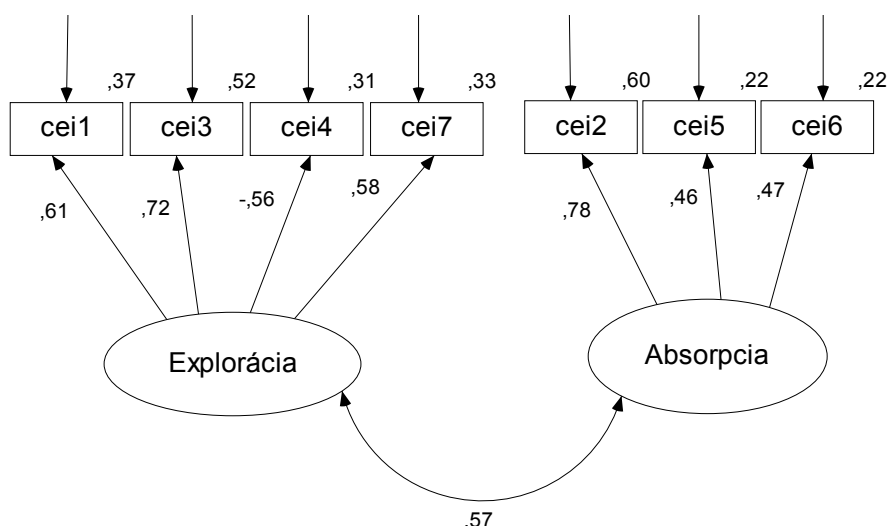 ,37 ,52 ,31 ,33 ,60 ,22 ,22
cei1 cei3 cei4 cei7 cei2 cei5 cei6
,61 ,72 -,56 ,58 ,78 ,46 ,47
Explorácia Absorpcia
,57